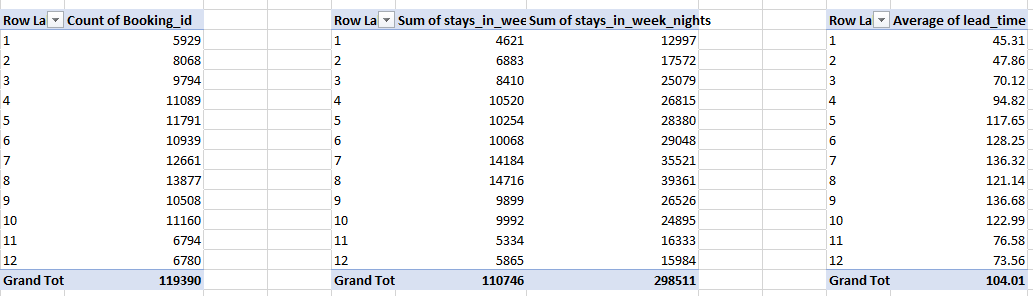 Row La Count of Booking_id Row La Sum of stays_in_wee Sum of stays_in_week_nights Row La Average of lead_time
1 5929 1 4621 12997 1 45.31
2 8068 2 6883 17572 2 47.86
3 9794 3 8410 25079 3 70.12
4 11089 4 10520 26815 4 94.82
5 11791 5 10254 28380 5 117.65
6 10939 6 10068 29048 6 128.25
7 12661 7 14184 35521 7 136.32
8 13877 8 14716 39361 8 121.14
9 10508 9 9899 26526 9 136.68
10 11160 10 9992 24895 10 122.99
11 6794 11 5334 16333 11 76.58
12 6780 12 5865 15984 12 73.56
Grand Tot 119390 Grand Tot 110746 298511 Grand Tot 104.01